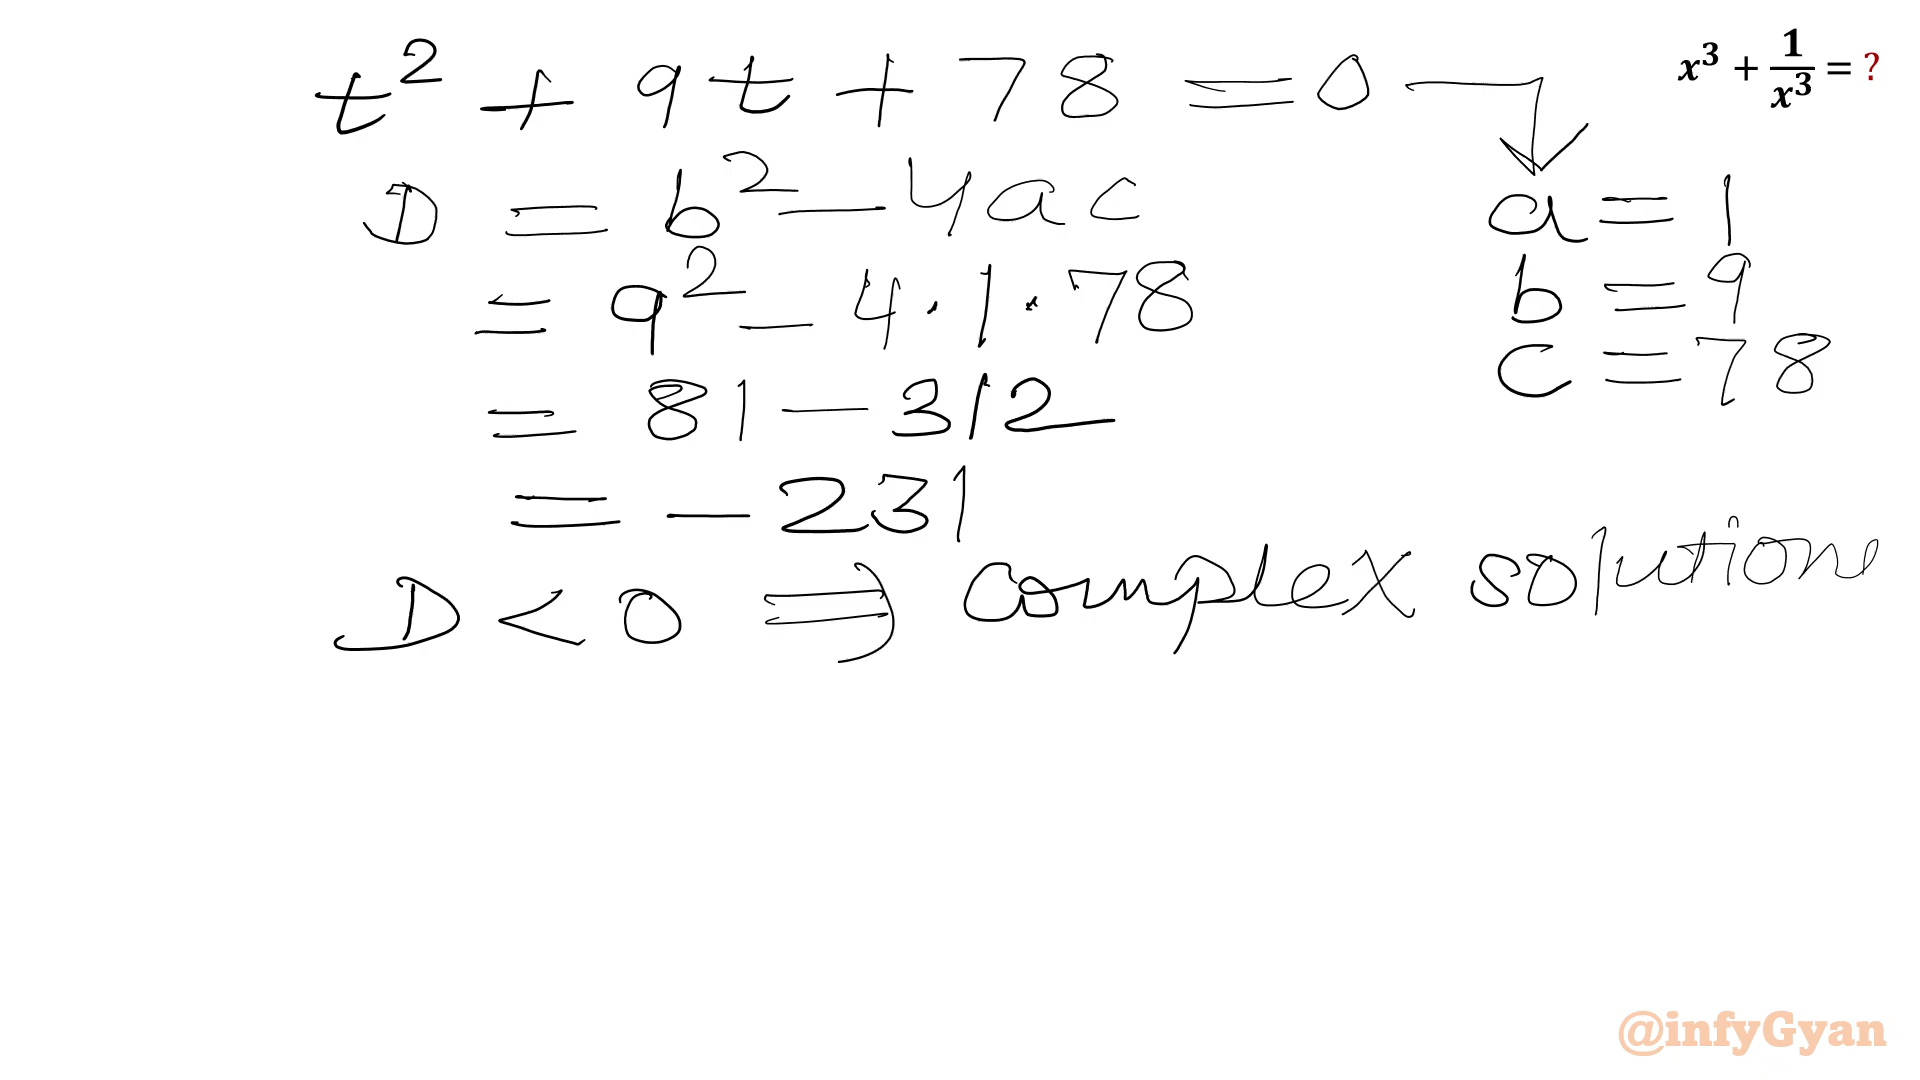 t² + 9t + 78 = 0
x³ + 1/x³ = ?
D = b² - 4ac
a = 1
= 9² - 4·1·78
b = 9
c = 78
= 81 - 312
= - 231
D < 0 ⇒ complex solutions
@infyGyan